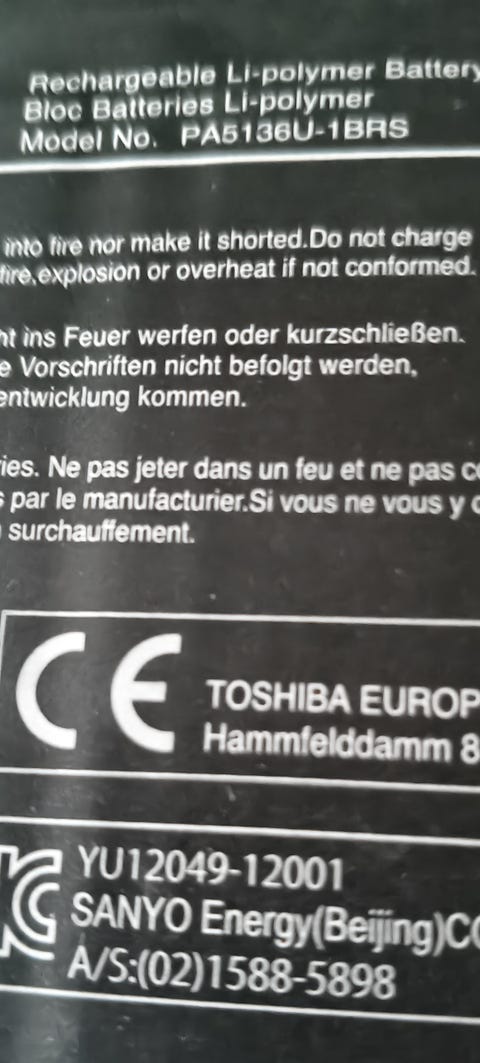 Rechargeable Li-polymer Battery
Bloc Batteries Li-polymer
Model No. PA5136U-1BRS
into fire nor make it shorted.Do not charge
fire,explosion or overheat if not conformed.
ht ins Feuer werfen oder kurzschließen.
e Vorschriften nicht befolgt werden,
entwicklung kommen.
ries. Ne pas jeter dans un feu et ne pas c
s par le manufacturier.Si vous ne vous y
surchauffement.
CE
TOSHIBA EUROP
Hammfelddamm 8
YU12049-12001
SANYO Energy(Beijing)CO
A/S:(02)1588-5898